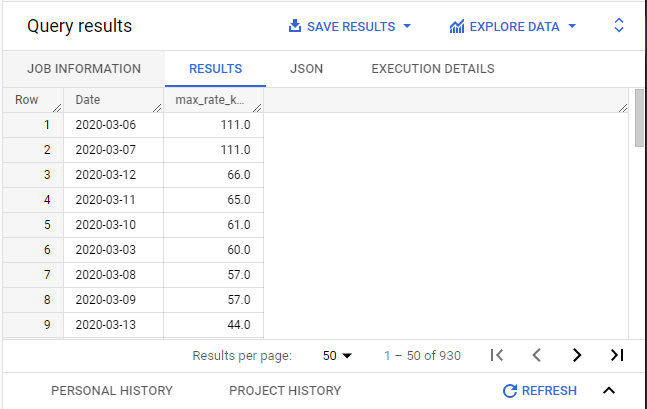 Query results SAVE RESULTS EXPLORE DATA
JOB INFORMATION RESULTS JSON EXECUTION DETAILS
Row Date max_rate_k...
1 2020-03-06 111.0
2 2020-03-07 111.0
3 2020-03-12 66.0
4 2020-03-11 65.0
5 2020-03-10 61.0
6 2020-03-03 60.0
7 2020-03-08 57.0
8 2020-03-09 57.0
9 2020-03-13 44.0
Results per page: 50 1 – 50 of 930
PERSONAL HISTORY PROJECT HISTORY REFRESH